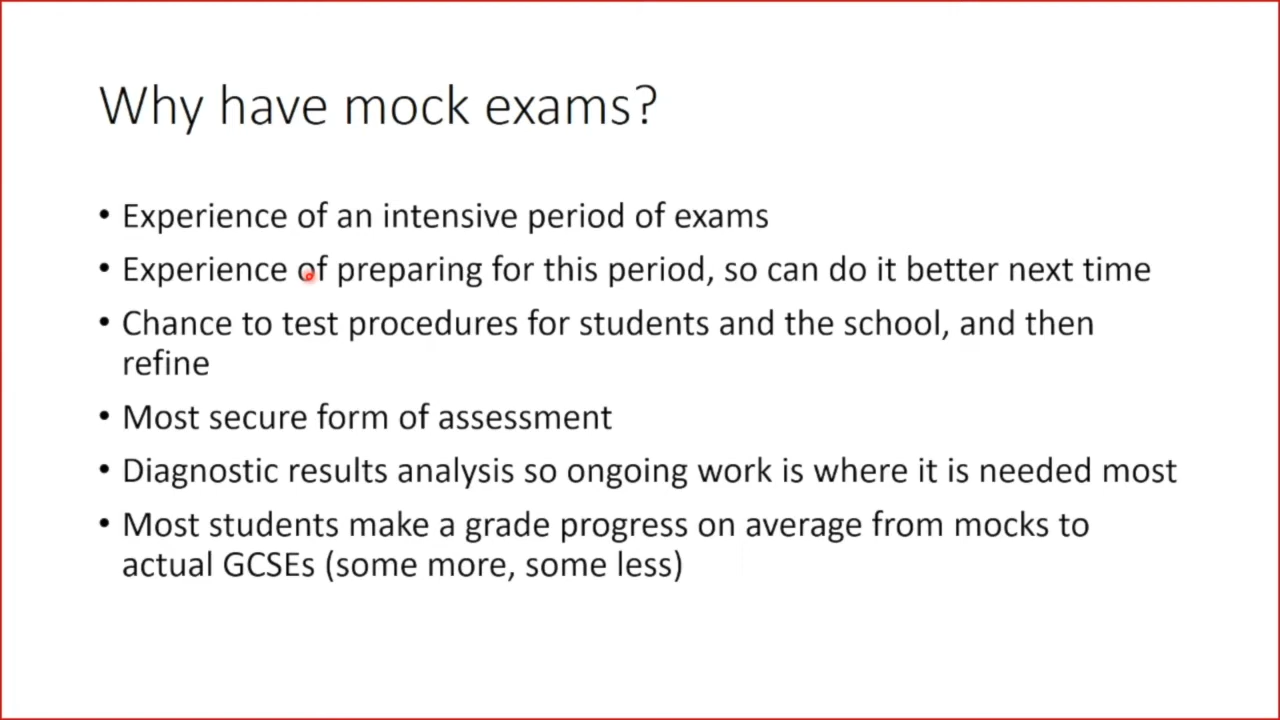 Why have mock exams?
• Experience of an intensive period of exams
• Experience of preparing for this period, so can do it better next time
• Chance to test procedures for students and the school, and then
refine
• Most secure form of assessment
• Diagnostic results analysis so ongoing work is where it is needed most
• Most students make a grade progress on average from mocks to
actual GCSEs (some more, some less)